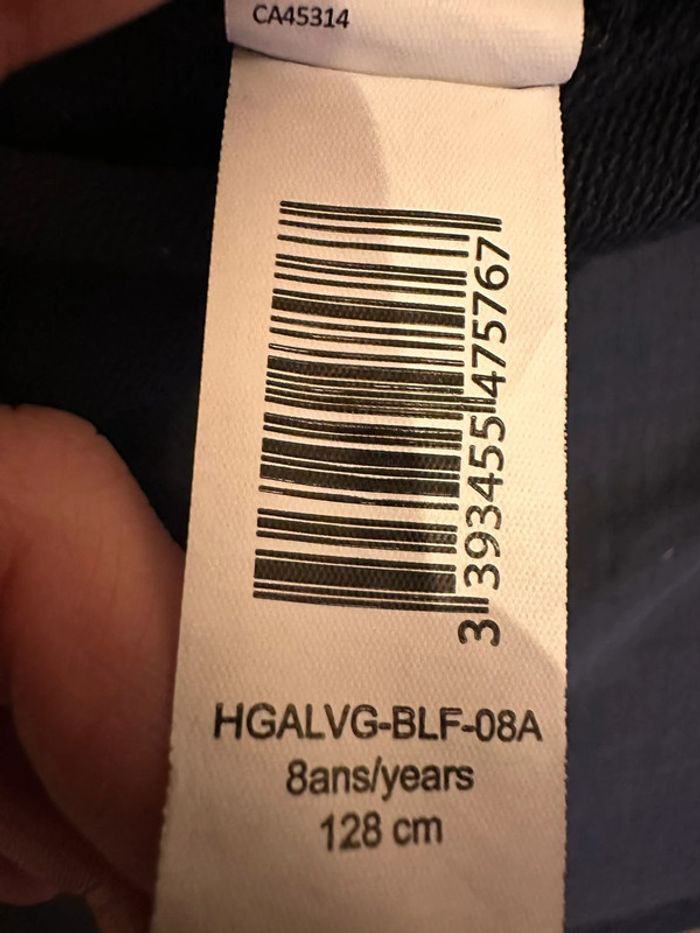 CA45314
3 393455 475767
HGALVG-BLF-08A
8ans/years
128 cm